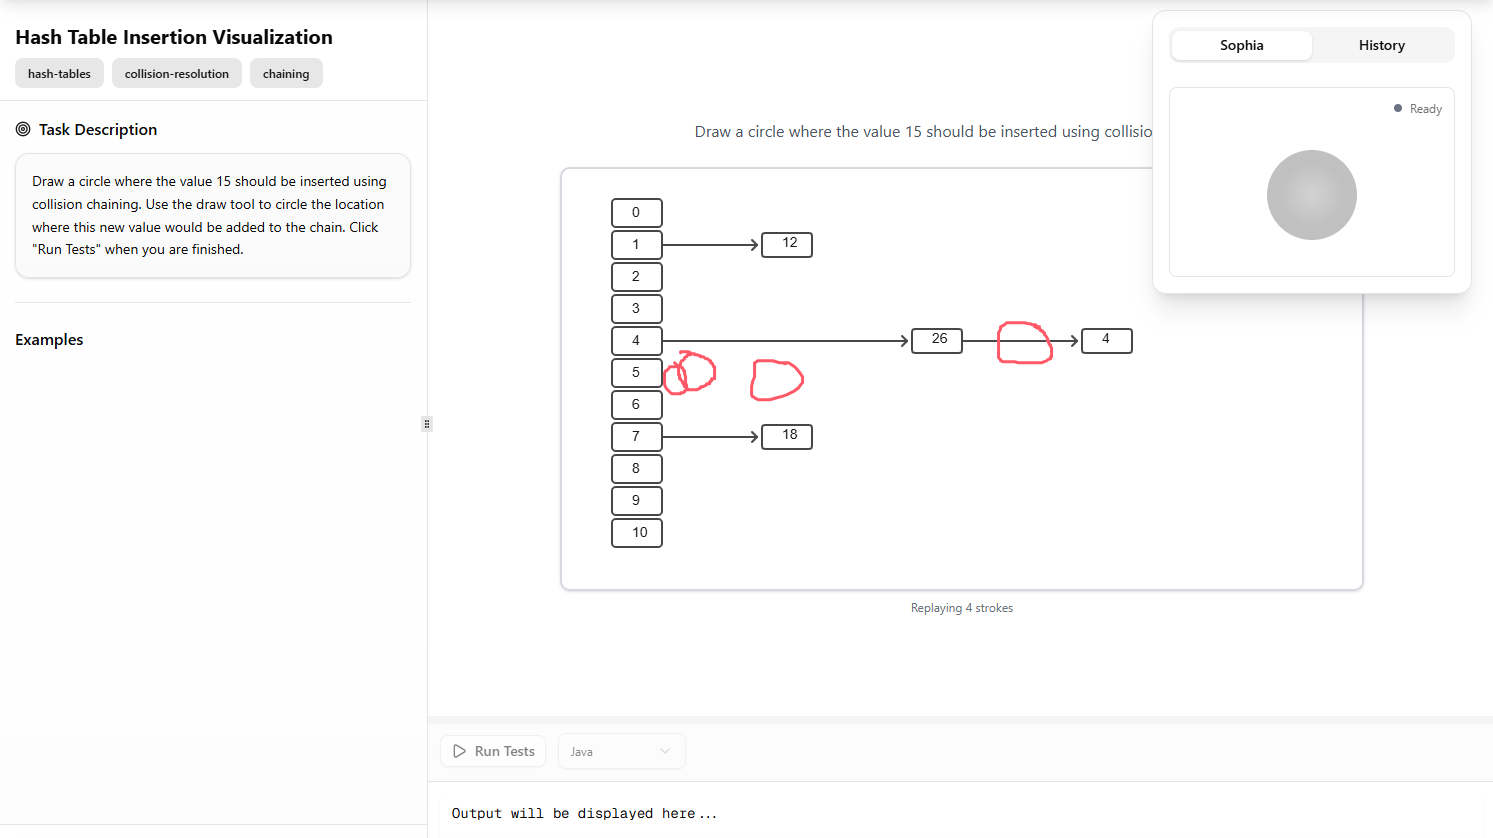 Hash Table Insertion Visualization
hash-tables
collision-resolution
chaining
Task Description
Draw a circle where the value 15 should be inserted using
collision chaining. Use the draw tool to circle the location
where this new value would be added to the chain. Click
"Run Tests" when you are finished.
Examples
Draw a circle where the value 15 should be inserted using collisio
0
1
12
2
3
4
26
4
5
6
7
18
8
9
10
Replaying 4 strokes
Sophia
History
Ready
Run Tests
Java
Output will be displayed here...